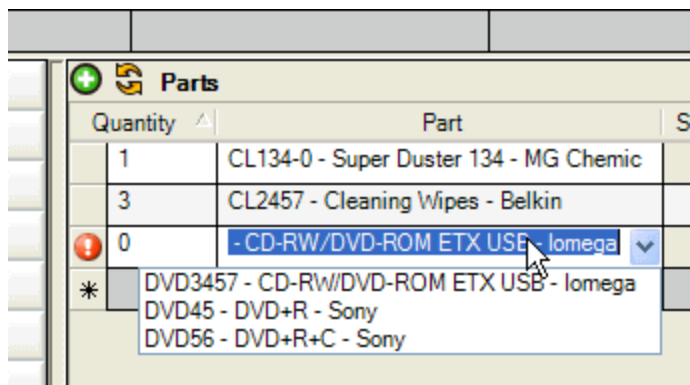 Parts
Quantity Part S
1 CL134-0 - Super Duster 134 - MG Chemic
3 CL2457 - Cleaning Wipes - Belkin
0 - CD-RW/DVD-ROM ETX USB - Iomega
DVD3457 - CD-RW/DVD-ROM ETX USB - Iomega
DVD45 - DVD+R - Sony
DVD56 - DVD+R+C - Sony